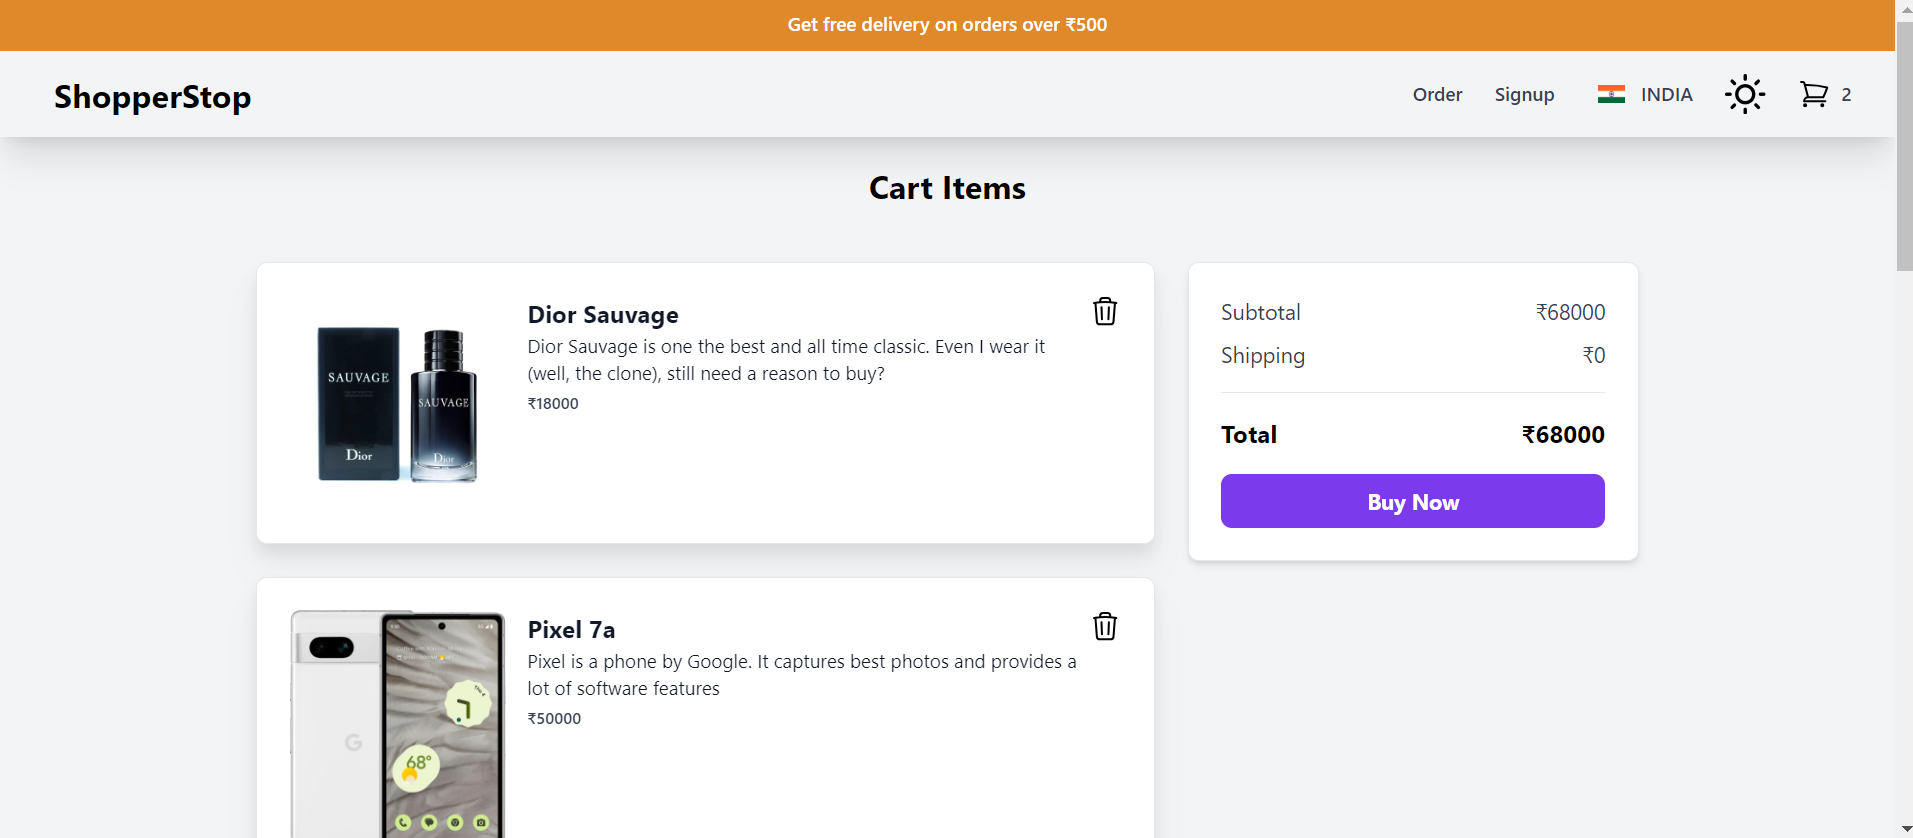 Get free delivery on orders over ₹500
ShopperStop
Order Signup INDIA 2
Cart Items
Dior Sauvage
Dior Sauvage is one the best and all time classic. Even I wear it
(well, the clone), still need a reason to buy?
₹18000
SAUVAGE
Dior
SAUVAGE
Dior
Subtotal ₹68000
Shipping ₹0
Total ₹68000
Buy Now
Pixel 7a
Pixel is a phone by Google. It captures best photos and provides a
lot of software features
₹50000
G
68°